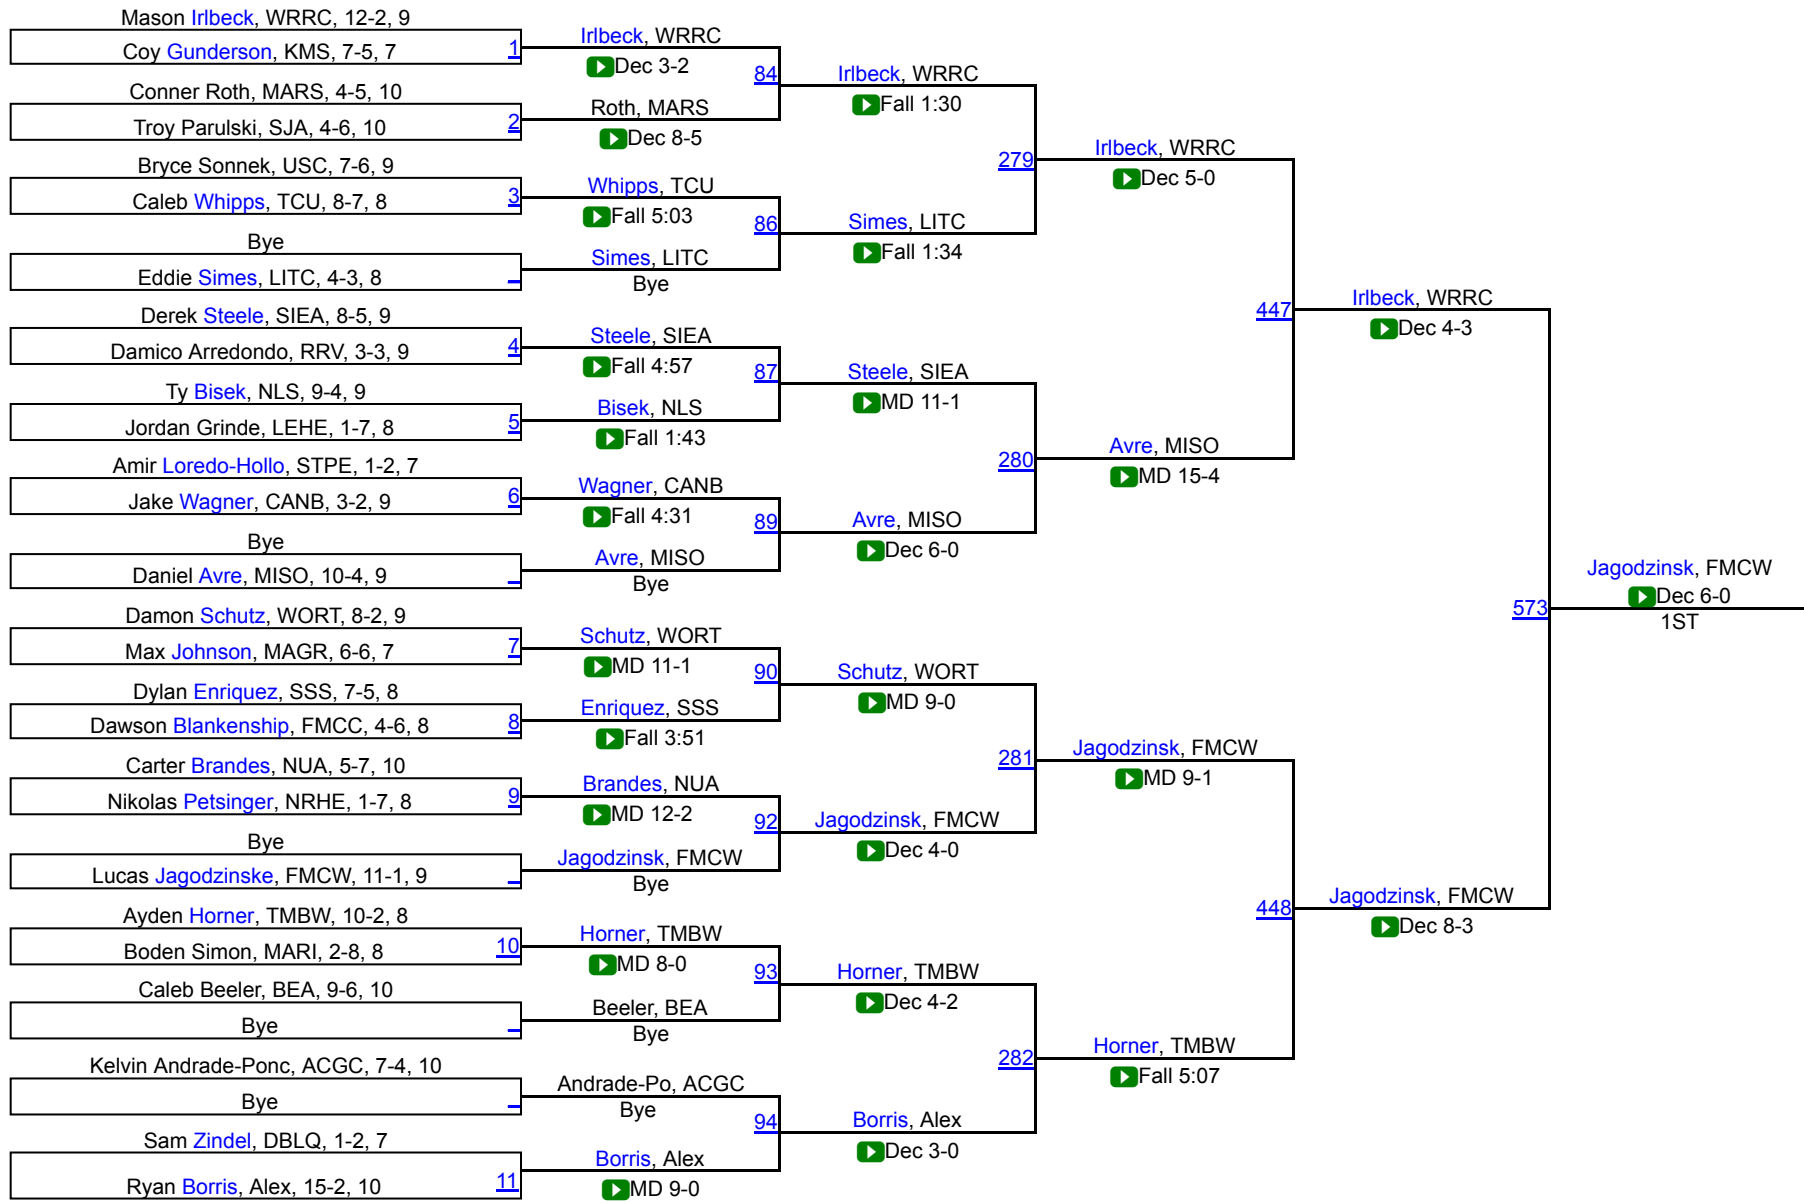 Mason Irlbeck, WRRC, 12-2, 9
Coy Gunderson, KMS, 7-5, 7
1
Conner Roth, MARS, 4-5, 10
Troy Parulski, SJA, 4-6, 10
2
Bryce Sonnek, USC, 7-6, 9
Caleb Whipps, TCU, 8-7, 8
3
Bye
Eddie Simes, LITC, 4-3, 8
Derek Steele, SIEA, 8-5, 9
Damico Arredondo, RRV, 3-3, 9
4
Ty Bisek, NLS, 9-4, 9
Jordan Grinde, LEHE, 1-7, 8
5
Amir Loredo-Hollo, STPE, 1-2, 7
Jake Wagner, CANB, 3-2, 9
6
Bye
Daniel Avre, MISO, 10-4, 9
Damon Schutz, WORT, 8-2, 9
Max Johnson, MAGR, 6-6, 7
7
Dylan Enriquez, SSS, 7-5, 8
Dawson Blankenship, FMCC, 4-6, 8
8
Carter Brandes, NUA, 5-7, 10
Nikolas Petsinger, NRHE, 1-7, 8
9
Bye
Lucas Jagodzinske, FMCW, 11-1, 9
Ayden Horner, TMBW, 10-2, 8
Boden Simon, MARI, 2-8, 8
10
Caleb Beeler, BEA, 9-6, 10
Bye
Kelvin Andrade-Ponc, ACGC, 7-4, 10
Bye
Sam Zindel, DBLQ, 1-2, 7
Ryan Borris, Alex, 15-2, 10
11
Irlbeck, WRRC
Dec 3-2
84
Roth, MARS
Dec 8-5
Whipps, TCU
Fall 5:03
86
Simes, LITC
Bye
Steele, SIEA
Fall 4:57
87
Bisek, NLS
Fall 1:43
Wagner, CANB
Fall 4:31
89
Avre, MISO
Bye
Schutz, WORT
MD 11-1
90
Enriquez, SSS
Fall 3:51
Brandes, NUA
MD 12-2
92
Jagodzinsk, FMCW
Bye
Horner, TMBW
MD 8-0
93
Beeler, BEA
Bye
Andrade-Po, ACGC
Bye
94
Borris, Alex
MD 9-0
Irlbeck, WRRC
Fall 1:30
279
Simes, LITC
Fall 1:34
Steele, SIEA
MD 11-1
280
Avre, MISO
Dec 6-0
Schutz, WORT
MD 9-0
281
Jagodzinsk, FMCW
Dec 4-0
Horner, TMBW
Dec 4-2
282
Borris, Alex
Dec 3-0
Irlbeck, WRRC
Dec 5-0
447
Avre, MISO
MD 15-4
Jagodzinsk, FMCW
MD 9-1
448
Horner, TMBW
Fall 5:07
Irlbeck, WRRC
Dec 4-3
573
Jagodzinsk, FMCW
Dec 8-3
Jagodzinsk, FMCW
Dec 6-0
1ST